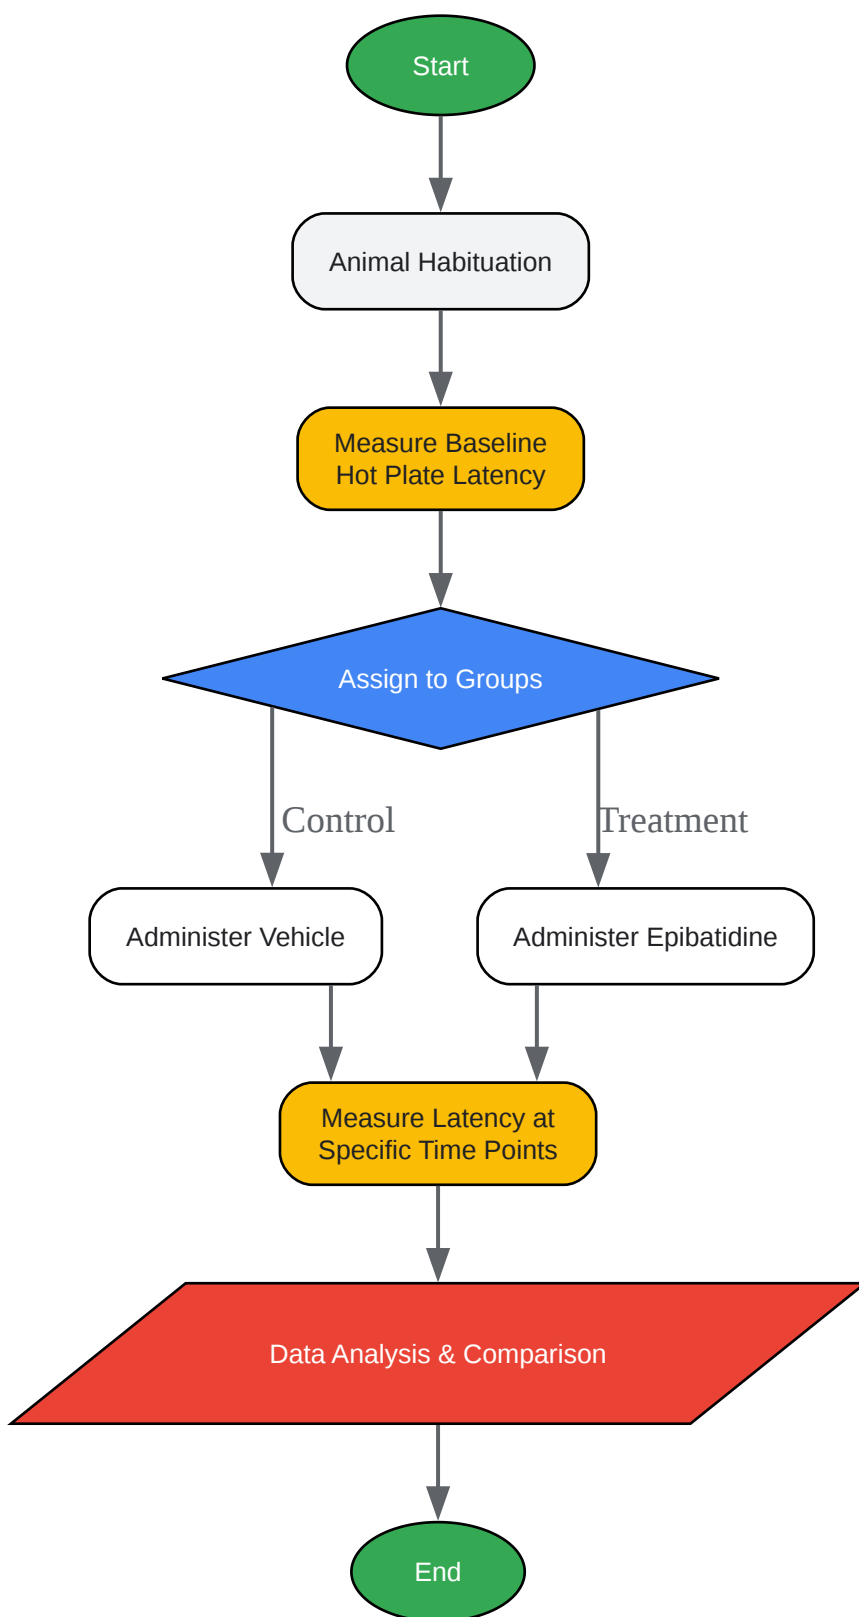 Start
Animal Habituation
Measure Baseline
Hot Plate Latency
Assign to Groups
Control
Treatment
Administer Vehicle
Administer Epibatidine
Measure Latency at
Specific Time Points
Data Analysis & Comparison
End